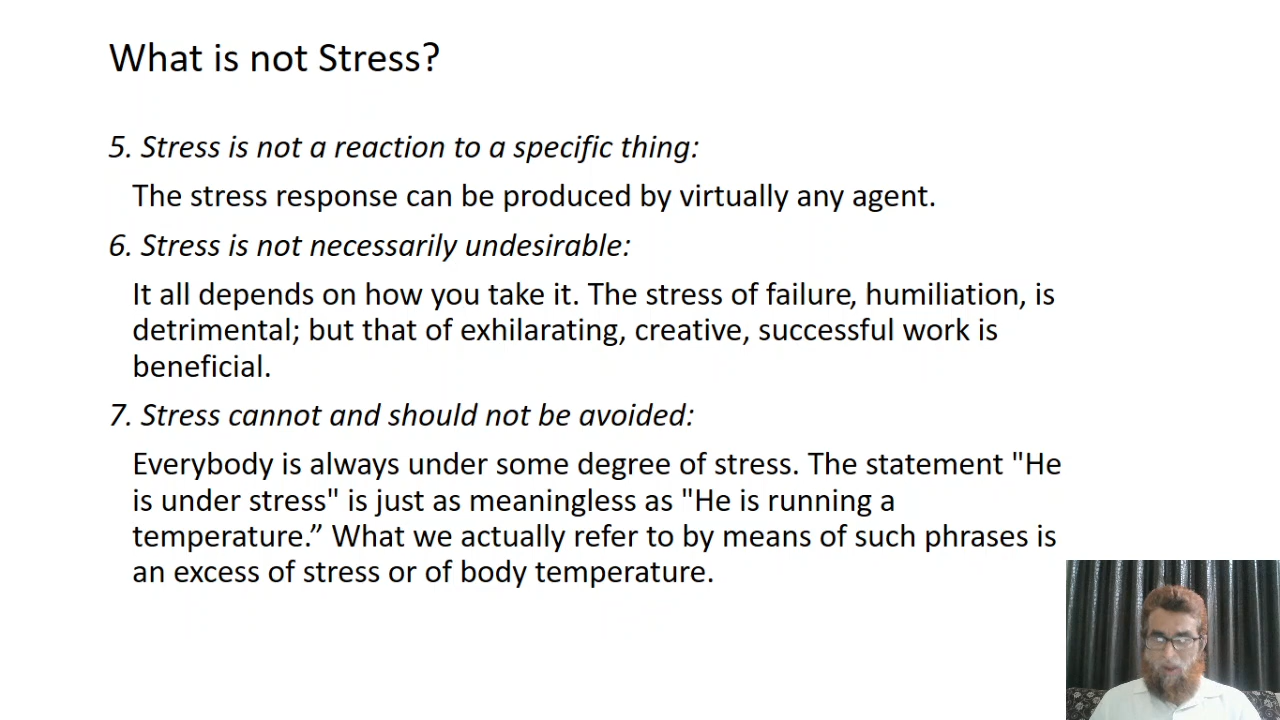 What is not Stress?
5. Stress is not a reaction to a specific thing:
The stress response can be produced by virtually any agent.
6. Stress is not necessarily undesirable:
It all depends on how you take it. The stress of failure, humiliation, is
detrimental; but that of exhilarating, creative, successful work is
beneficial.
7. Stress cannot and should not be avoided:
Everybody is always under some degree of stress. The statement "He
is under stress" is just as meaningless as "He is running a
temperature.” What we actually refer to by means of such phrases is
an excess of stress or of body temperature.